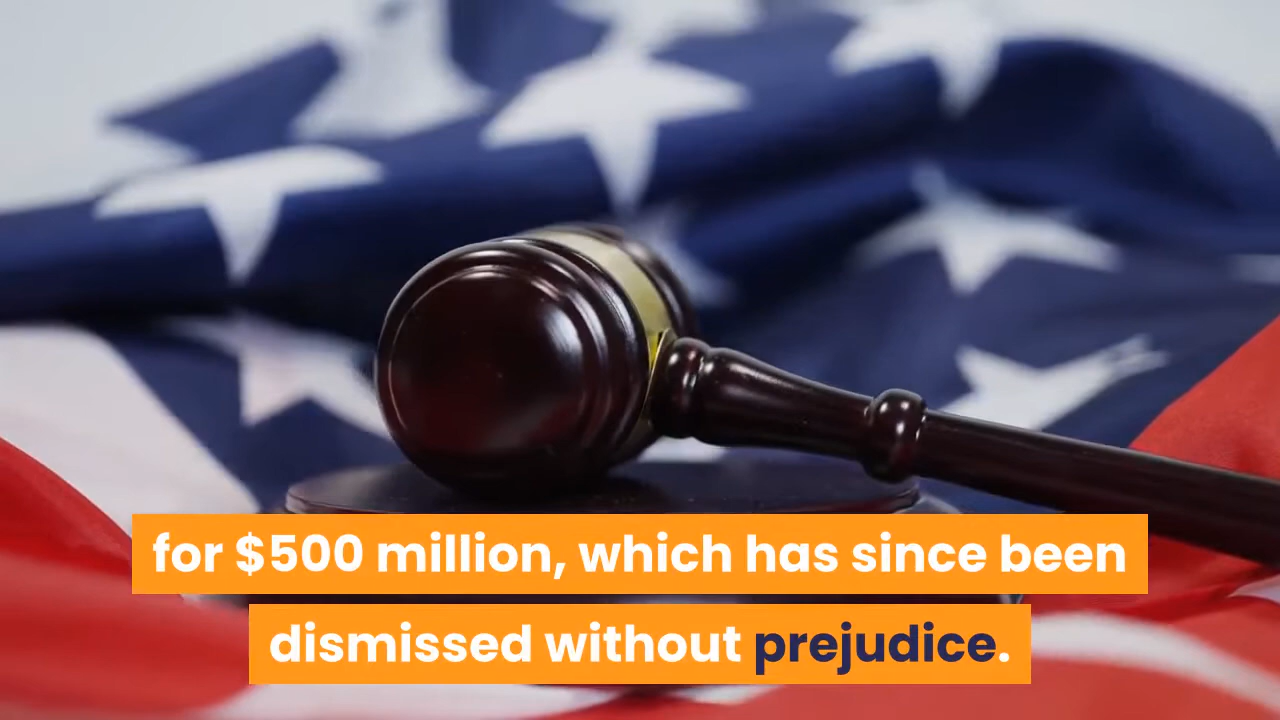 for $500 million, which has since been
dismissed without prejudice.